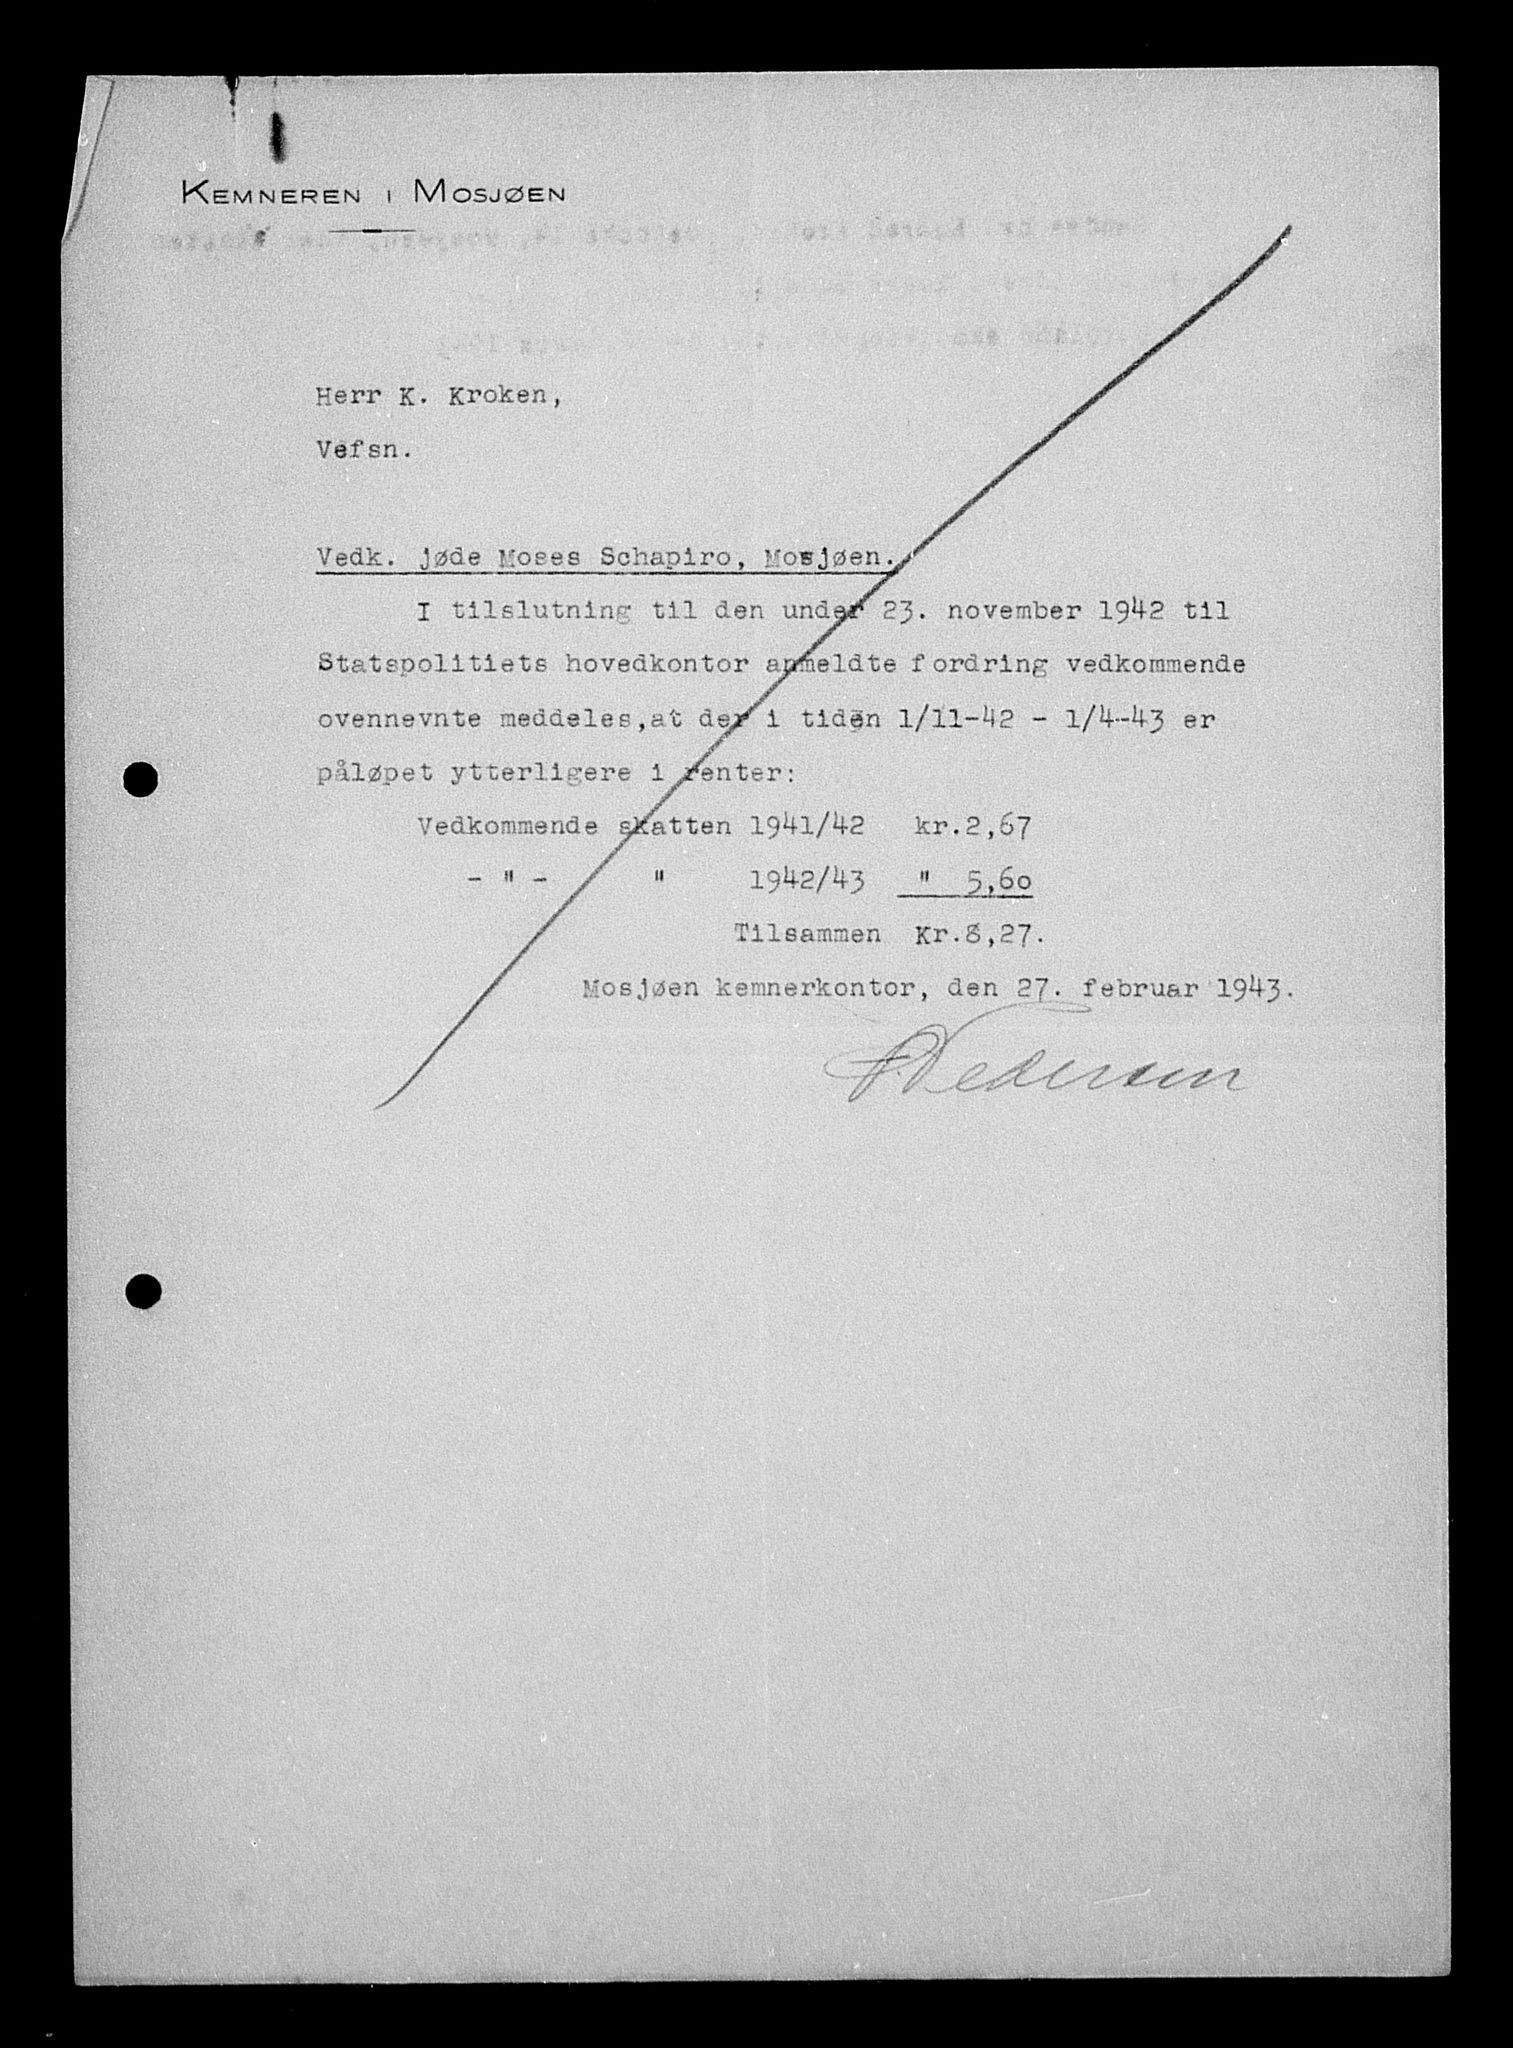 KEMNEREN I MOSJØEN
Herr K. Kroken,
Vefsn.
Vedk. jøde Moses Schapiro, Mosjøen.
I tilslutning til den under 23. november 1942 til
Statspolitiets hovedkontor anmeldte fordring vedkommende
ovennevnte meddeles,at der i tiden 1/11-42 - 1/4-43 er
påløpet ytterligere i renter:
Vedkommende skatten 1941/42 kr.2,67
- " - " 1942/43 " 5,60
Tilsammen Kr.8,27.
Mosjøen kemnerkontor, den 27. februar 1943.
Pedersen